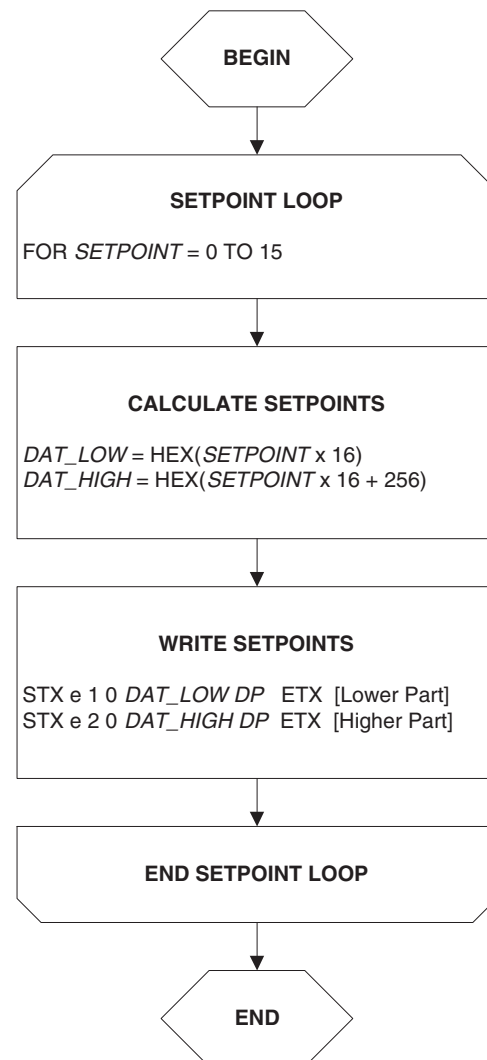 BEGIN
SETPOINT LOOP
FOR SETPOINT = 0 TO 15
CALCULATE SETPOINTS
DAT_LOW = HEX(SETPOINT x 16)
DAT_HIGH = HEX(SETPOINT x 16 + 256)
WRITE SETPOINTS
STX e 1 0 DAT_LOW DP ETX [Lower Part]
STX e 2 0 DAT_HIGH DP ETX [Higher Part]
END SETPOINT LOOP
END